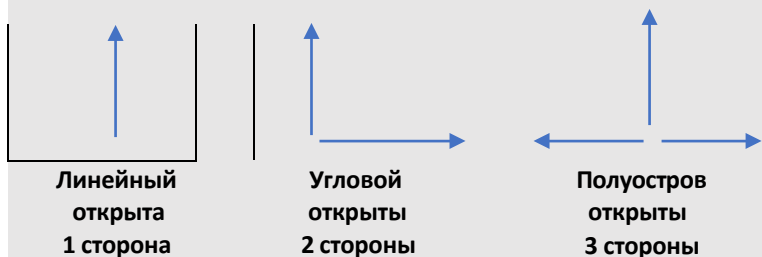 Линейный
открыта
1 сторона
Угловой
открыты
2 стороны
Полуостров
открыты
3 стороны